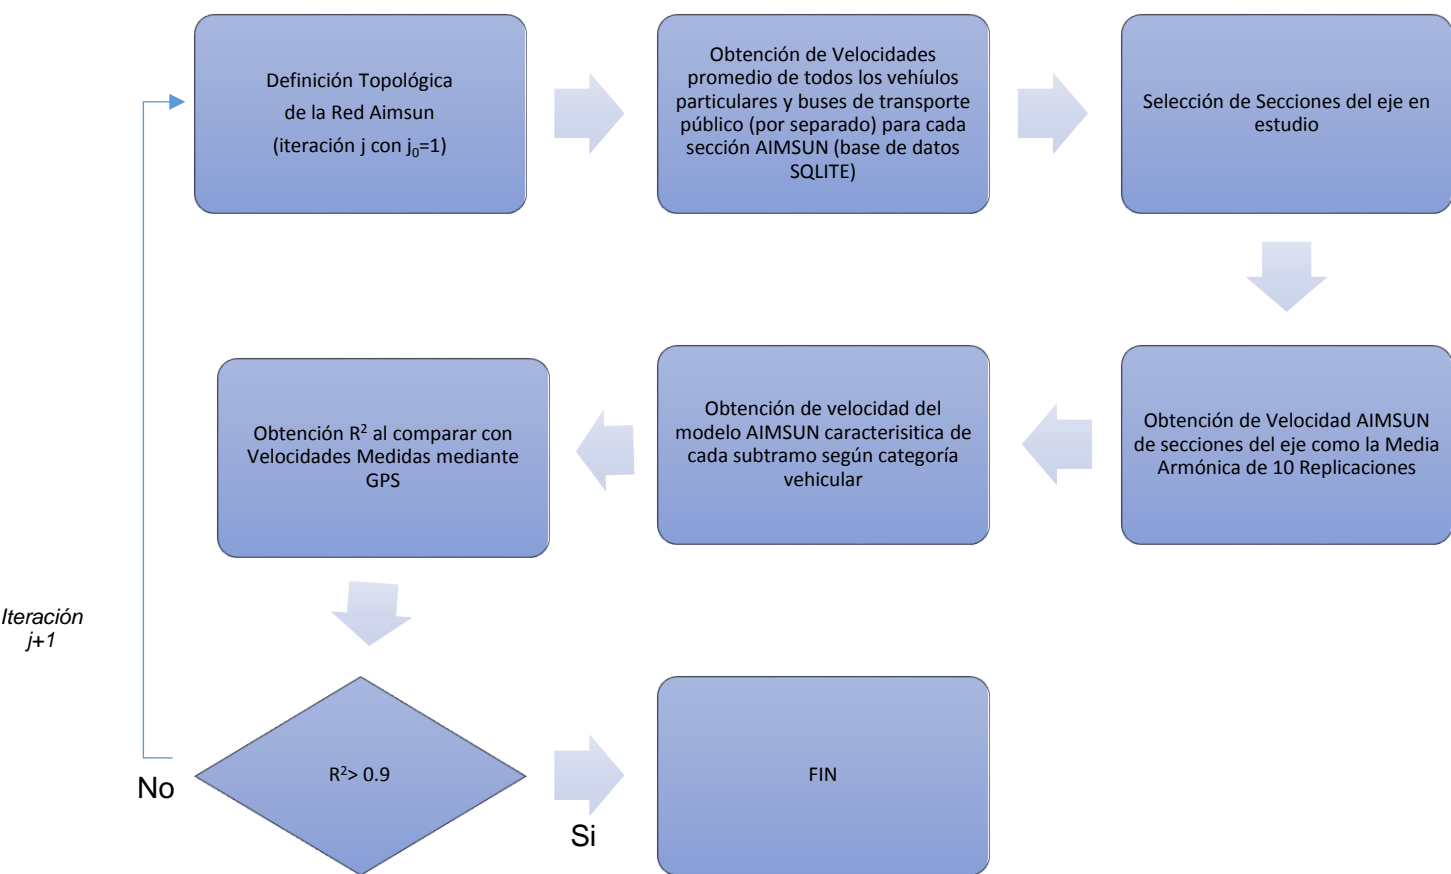 Definición Topológica
de la Red Aimsun
(iteración j con j₀=1)
Obtención de Velocidades
promedio de todos los vehíulos
particulares y buses de transporte
público (por separado) para cada
sección AIMSUN (base de datos
SQLITE)
Selección de Secciones del eje en
estudio
Obtención de Velocidad AIMSUN
de secciones del eje como la Media
Armónica de 10 Replicaciones
Obtención de velocidad del
modelo AIMSUN caracterisitica de
cada subtramo según categoría
vehicular
Obtención R² al comparar con
Velocidades Medidas mediante
GPS
Iteración
j+1
R²> 0.9
No
Si
FIN